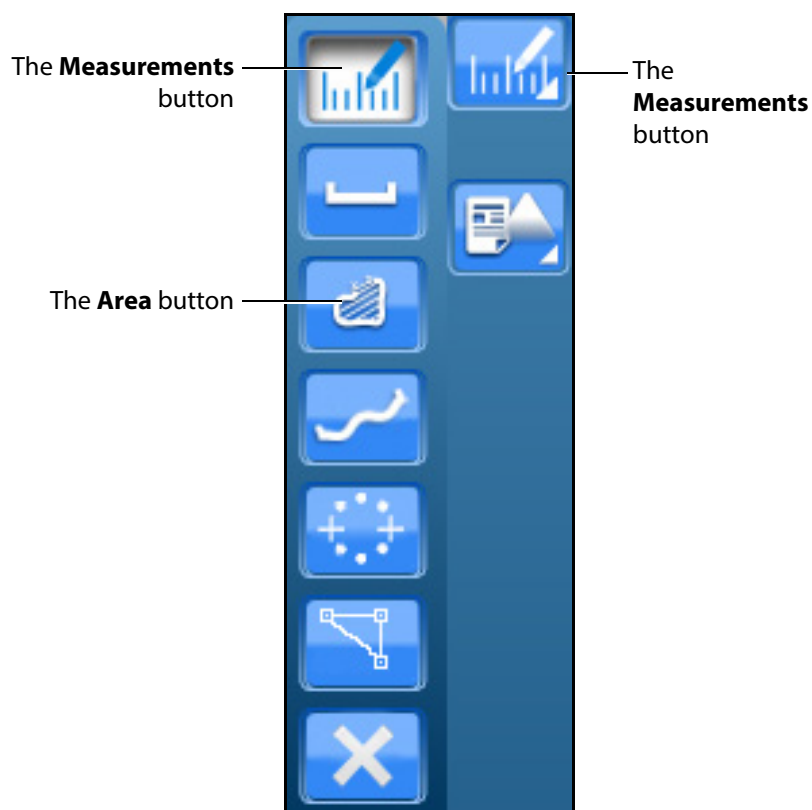 The Measurements
button
The
Measurements
button
The Area button